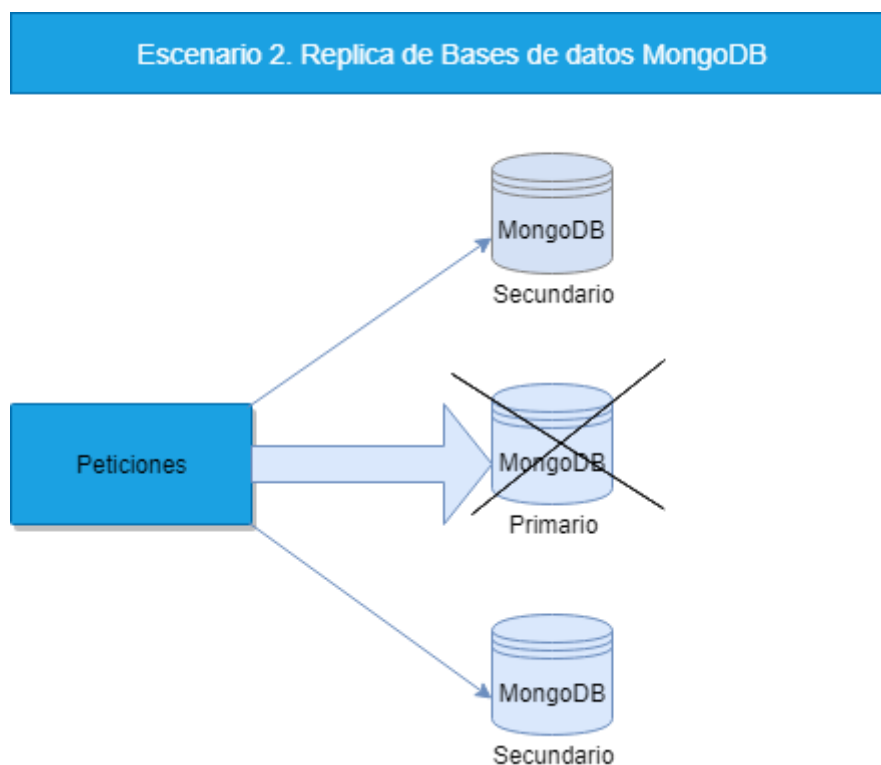 Escenario 2. Replica de Bases de datos MongoDB
MongoDB
Secundario
Peticiones
MongoDB
Primario
MongoDB
Secundario